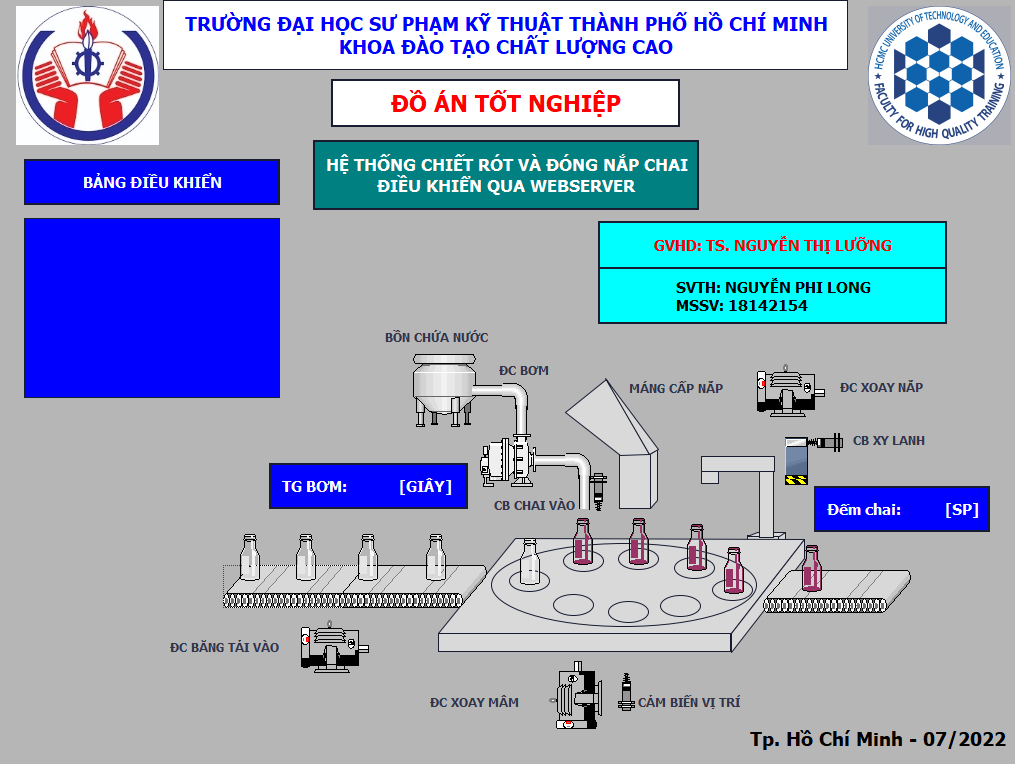 TRƯỜNG ĐẠI HỌC SƯ PHẠM KỸ THUẬT THÀNH PHỐ HỒ CHÍ MINH
KHOA ĐÀO TẠO CHẤT LƯỢNG CAO
HCMC UNIVERSITY OF TECHNOLOGY AND EDUCATION
FACULTY FOR HIGH QUALITY TRAINING
ĐỒ ÁN TỐT NGHIỆP
HỆ THỐNG CHIẾT RÓT VÀ ĐÓNG NẮP CHAI
ĐIỀU KHIỂN QUA WEBSERVER
BẢNG ĐIỀU KHIỂN
GVHD: TS. NGUYỄN THỊ LƯỠNG
SVTH: NGUYỄN PHI LONG
MSSV: 18142154
BỒN CHỨA NƯỚC
ĐC BƠM
MÁNG CẤP NẮP
ĐC XOAY NẮP
CB XY LANH
TG BƠM: [GIÂY]
CB CHAI VÀO
Đếm chai: [SP]
ĐC BĂNG TẢI VÀO
ĐC XOAY MÂM
CẢM BIẾN VỊ TRÍ
Tp. Hồ Chí Minh - 07/2022